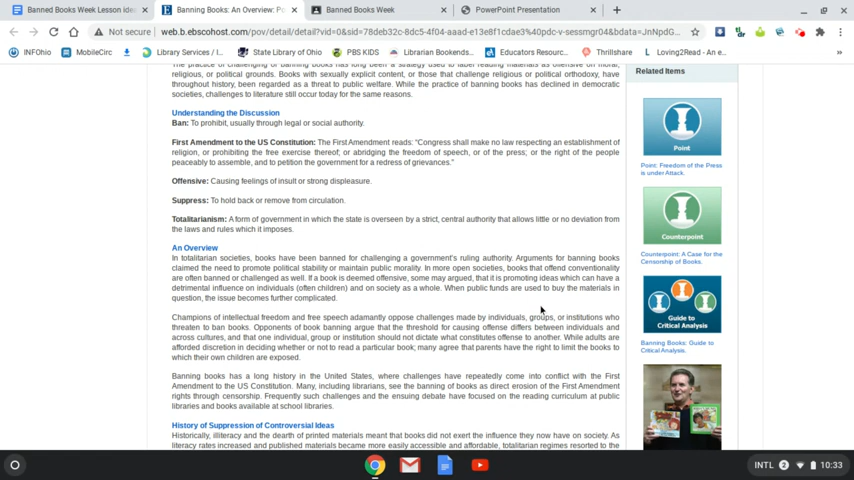 Banned Books Week Lesson idea
Banning Books: An Overview: Po
Banned Books Week
PowerPoint Presentation
Not secure
web.b.ebscohost.com/pov/detail/detail?vid=0&sid=78deb32c-8dc5-4f04-aaad-e13e8f1cdae3%40pdc-v-sessmgr04&bdata=JnNpdG...
INFOhio
MobileCirc
Library Services /...
State Library of Ohio
PBS KIDS
Librarian Bookends...
Educators Resourc...
Thrillshare
Loving2Read - An e...
The practice of challenging or banning books has long been a strategy used to label reading materials as offensive on moral,
religious, or political grounds. Books with sexually explicit content, or those that challenge religious or political orthodoxy, have
throughout history, been regarded as a threat to public welfare. While the practice of banning books has declined in democratic
societies, challenges to literature still occur today for the same reasons.
Understanding the Discussion
Ban: To prohibit, usually through legal or social authority.
First Amendment to the US Constitution: The First Amendment reads: “Congress shall make no law respecting an establishment of
religion, or prohibiting the free exercise thereof; or abridging the freedom of speech, or of the press; or the right of the people
peaceably to assemble, and to petition the government for a redress of grievances.”
Offensive: Causing feelings of insult or strong displeasure.
Suppress: To hold back or remove from circulation.
Totalitarianism: A form of government in which the state is overseen by a strict, central authority that allows little or no deviation from
the laws and rules which it imposes.
An Overview
In totalitarian societies, books have been banned for challenging a government's ruling authority. Arguments for banning books
claimed the need to promote political stability or maintain public morality. In more open societies, books that offend conventionality
are often banned or challenged as well. If a book is deemed offensive, some may argued, that it is promoting ideas which can have a
detrimental influence on individuals (often children) and on society as a whole. When public funds are used to buy the materials in
question, the issue becomes further complicated.
Champions of intellectual freedom and free speech adamantly oppose challenges made by individuals, groups, or institutions who
threaten to ban books. Opponents of book banning argue that the threshold for causing offense differs between individuals and
across cultures, and that one individual, group or institution should not dictate what constitutes offense to another. While adults are
afforded discretion in deciding whether or not to read a particular book; many agree that parents have the right to limit the books to
which their own children are exposed.
Banning books has a long history in the United States, where challenges have repeatedly come into conflict with the First
Amendment to the US Constitution. Many, including librarians, see the banning of books as direct erosion of the First Amendment
rights through censorship. Frequently such challenges and the ensuing debate have focused on the reading curriculum at public
libraries and books available at school libraries.
History of Suppression of Controversial Ideas
Historically, illiteracy and the dearth of printed materials meant that books did not exert the influence they now have on society. As
literacy rates increased and published materials became more easily accessible and affordable, totalitarian regimes resorted to the
Related Items
Point
Point: Freedom of the Press
is under Attack.
Counterpoint
Counterpoint: A Case for the
Censorship of Books.
Guide to
Critical Analysis
Banning Books: Guide to
Critical Analysis.
INTL
2
10:33